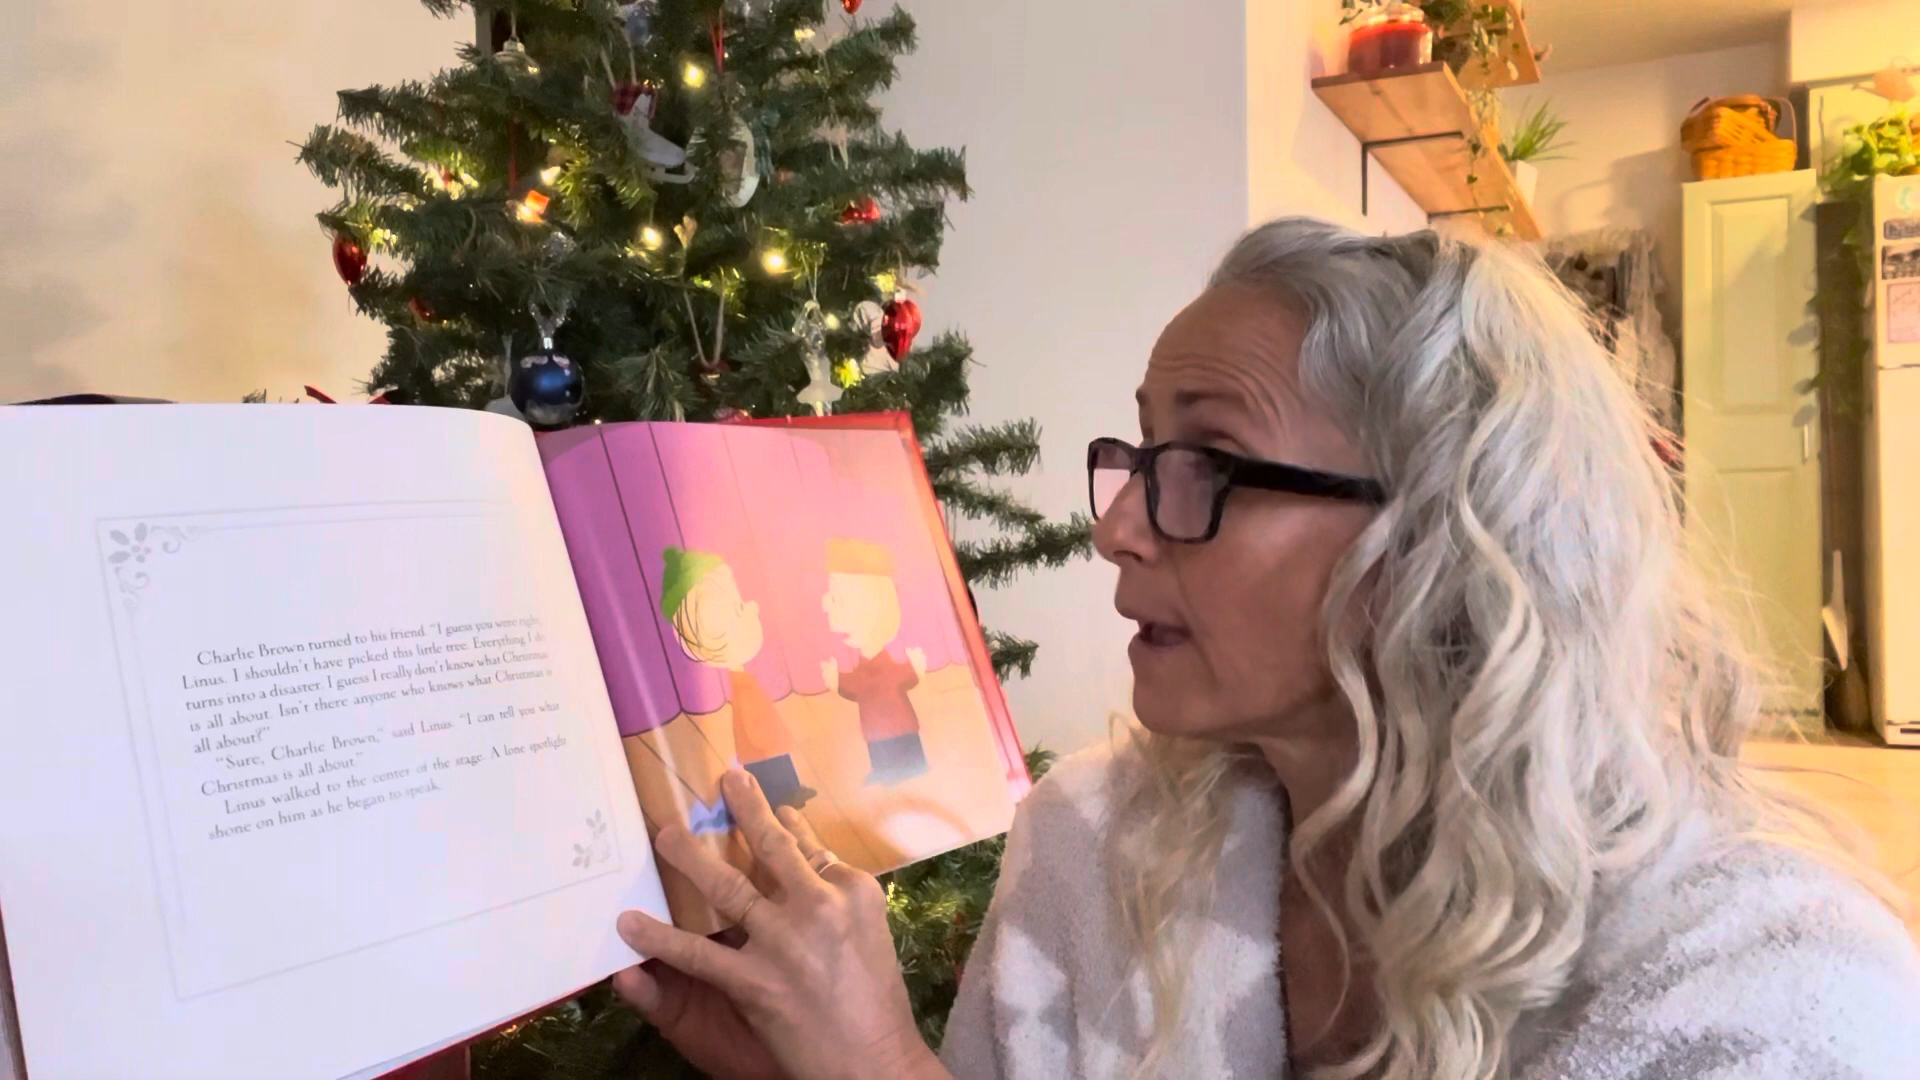 Charlie Brown turned to his friend. "I guess you were right,
Linus. I shouldn't have picked this little tree. Everything I do
turns into a disaster. I guess I really don't know what Christmas
is all about. Isn't there anyone who knows what Christmas is
all about?"
"Sure, Charlie Brown," said Linus. "I can tell you what
Christmas is all about."
Linus walked to the center of the stage. A lone spotlight
shone on him as he began to speak.